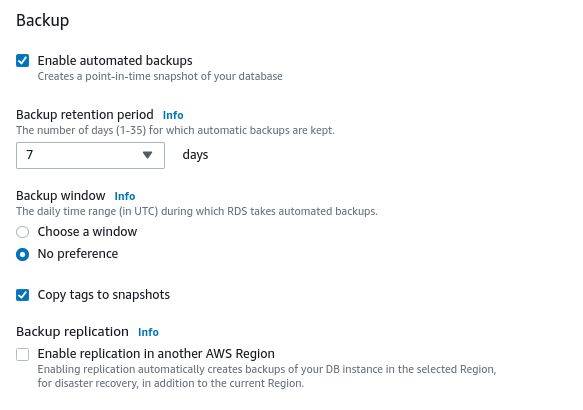 Backup
Enable automated backups
Creates a point-in-time snapshot of your database
Backup retention period Info
The number of days (1-35) for which automatic backups are kept.
7 days
Backup window Info
The daily time range (in UTC) during which RDS takes automated backups.
Choose a window
No preference
Copy tags to snapshots
Backup replication Info
Enable replication in another AWS Region
Enabling replication automatically creates backups of your DB instance in the selected Region,
for disaster recovery, in addition to the current Region.